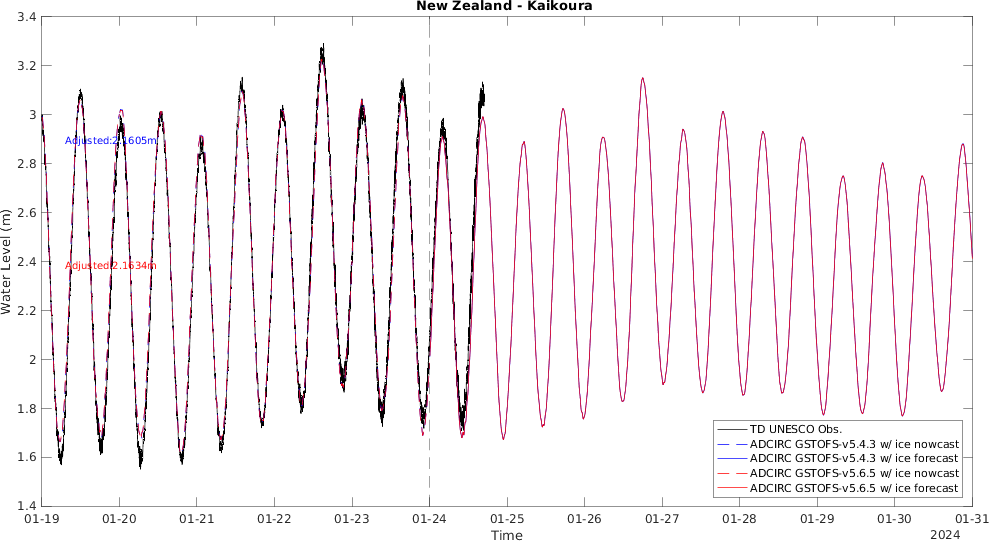 New Zealand - Kaikoura
3.4
3.2
3
2.8
2.6
2.4
2.2
2
1.8
1.6
1.4
Water Level (m)
Adjusted:2.1605m
Adjusted:2.1634m
TD UNESCO Obs.
ADCIRC GSTOFS-v5.4.3 w/ ice nowcast
ADCIRC GSTOFS-v5.4.3 w/ ice forecast
ADCIRC GSTOFS-v5.6.5 w/ ice nowcast
ADCIRC GSTOFS-v5.6.5 w/ ice forecast
01-19 01-20 01-21 01-22 01-23 01-24 01-25 01-26 01-27 01-28 01-29 01-30 01-31
Time
2024